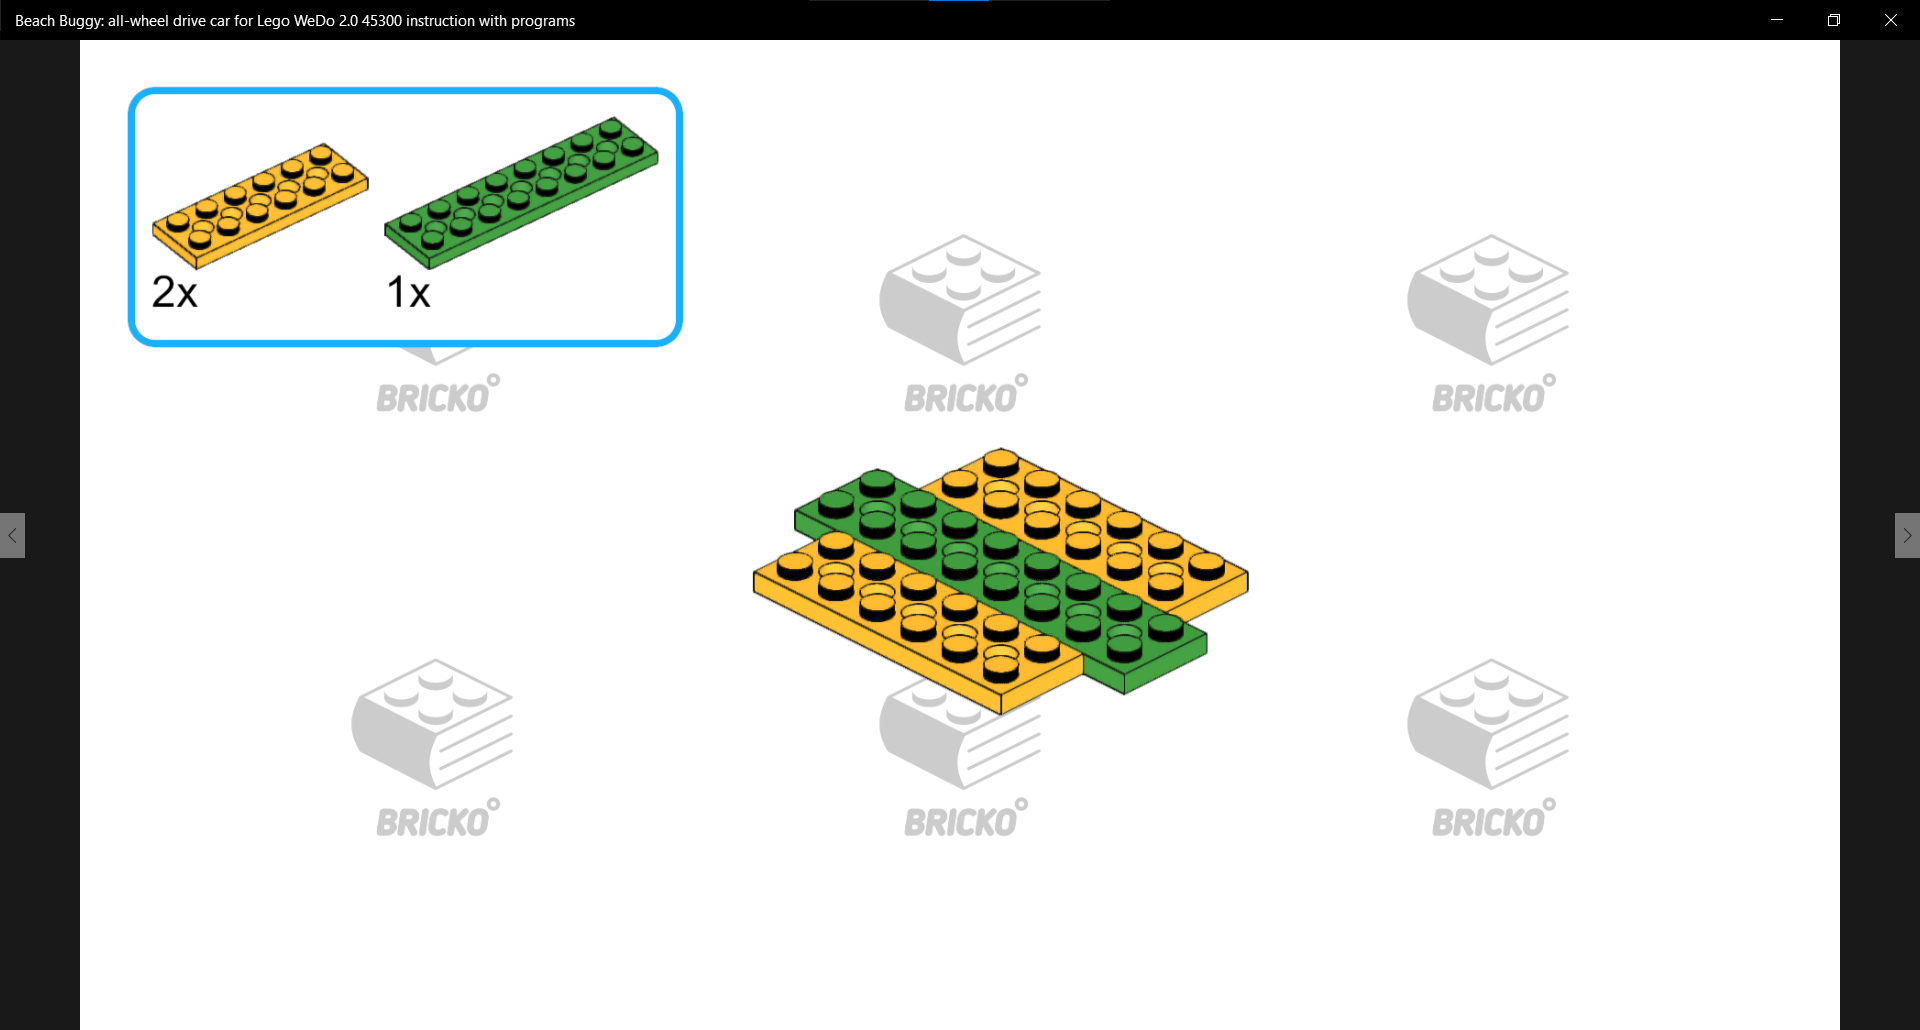 Beach Buggy: all-wheel drive car for Lego WeDo 2.0 45300 instruction with programs
2x 1x
BRICKO BRICKO BRICKO
BRICKO BRICKO BRICKO